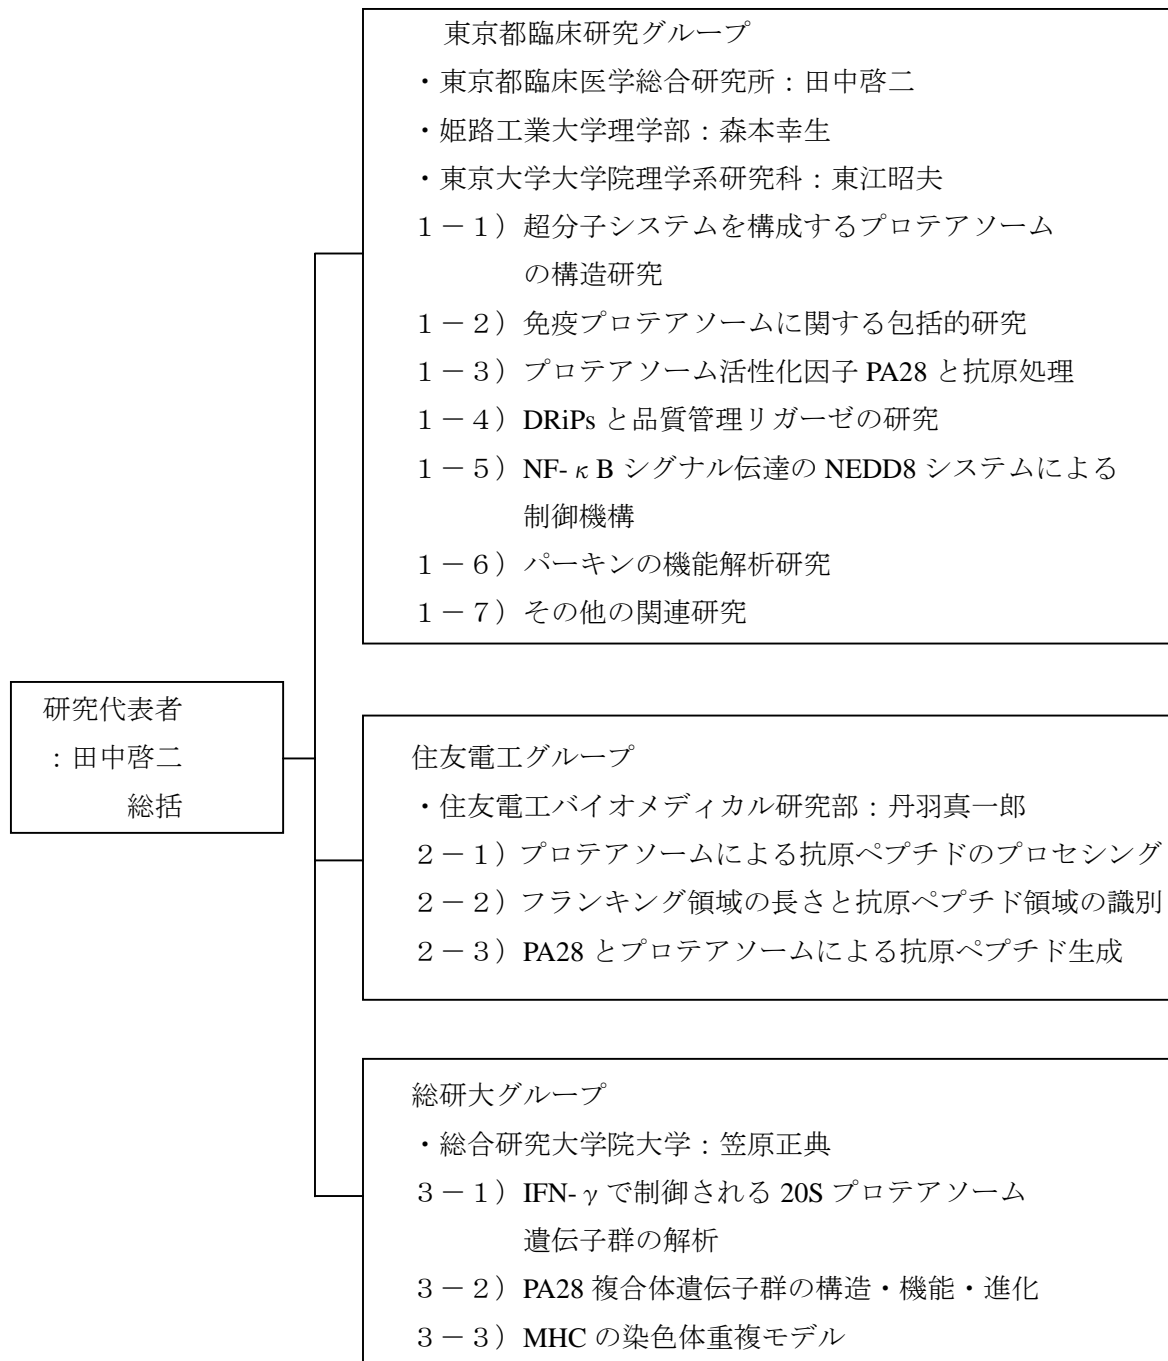 東京都臨床研究グループ
・東京都臨床医学総合研究所：田中啓二
・姫路工業大学理学部：森本幸生
・東京大学大学院理学系研究科：東江昭夫
１－１）超分子システムを構成するプロテアソーム
の構造研究
１－２）免疫プロテアソームに関する包括的研究
１－３）プロテアソーム活性化因子 PA28 と抗原処理
１－４）DRiPs と品質管理リガーゼの研究
１－５）NF-κB シグナル伝達の NEDD8 システムによる
制御機構
１－６）パーキンの機能解析研究
１－７）その他の関連研究
研究代表者
：田中啓二
総括
住友電工グループ
・住友電工バイオメディカル研究部：丹羽真一郎
２－１）プロテアソームによる抗原ペプチドのプロセシング
２－２）フランキング領域の長さと抗原ペプチド領域の識別
２－３）PA28 とプロテアソームによる抗原ペプチド生成
総研大グループ
・総合研究大学院大学：笠原正典
３－１）IFN-γで制御される 20S プロテアソーム
遺伝子群の解析
３－２）PA28 複合体遺伝子群の構造・機能・進化
３－３）MHC の染色体重複モデル